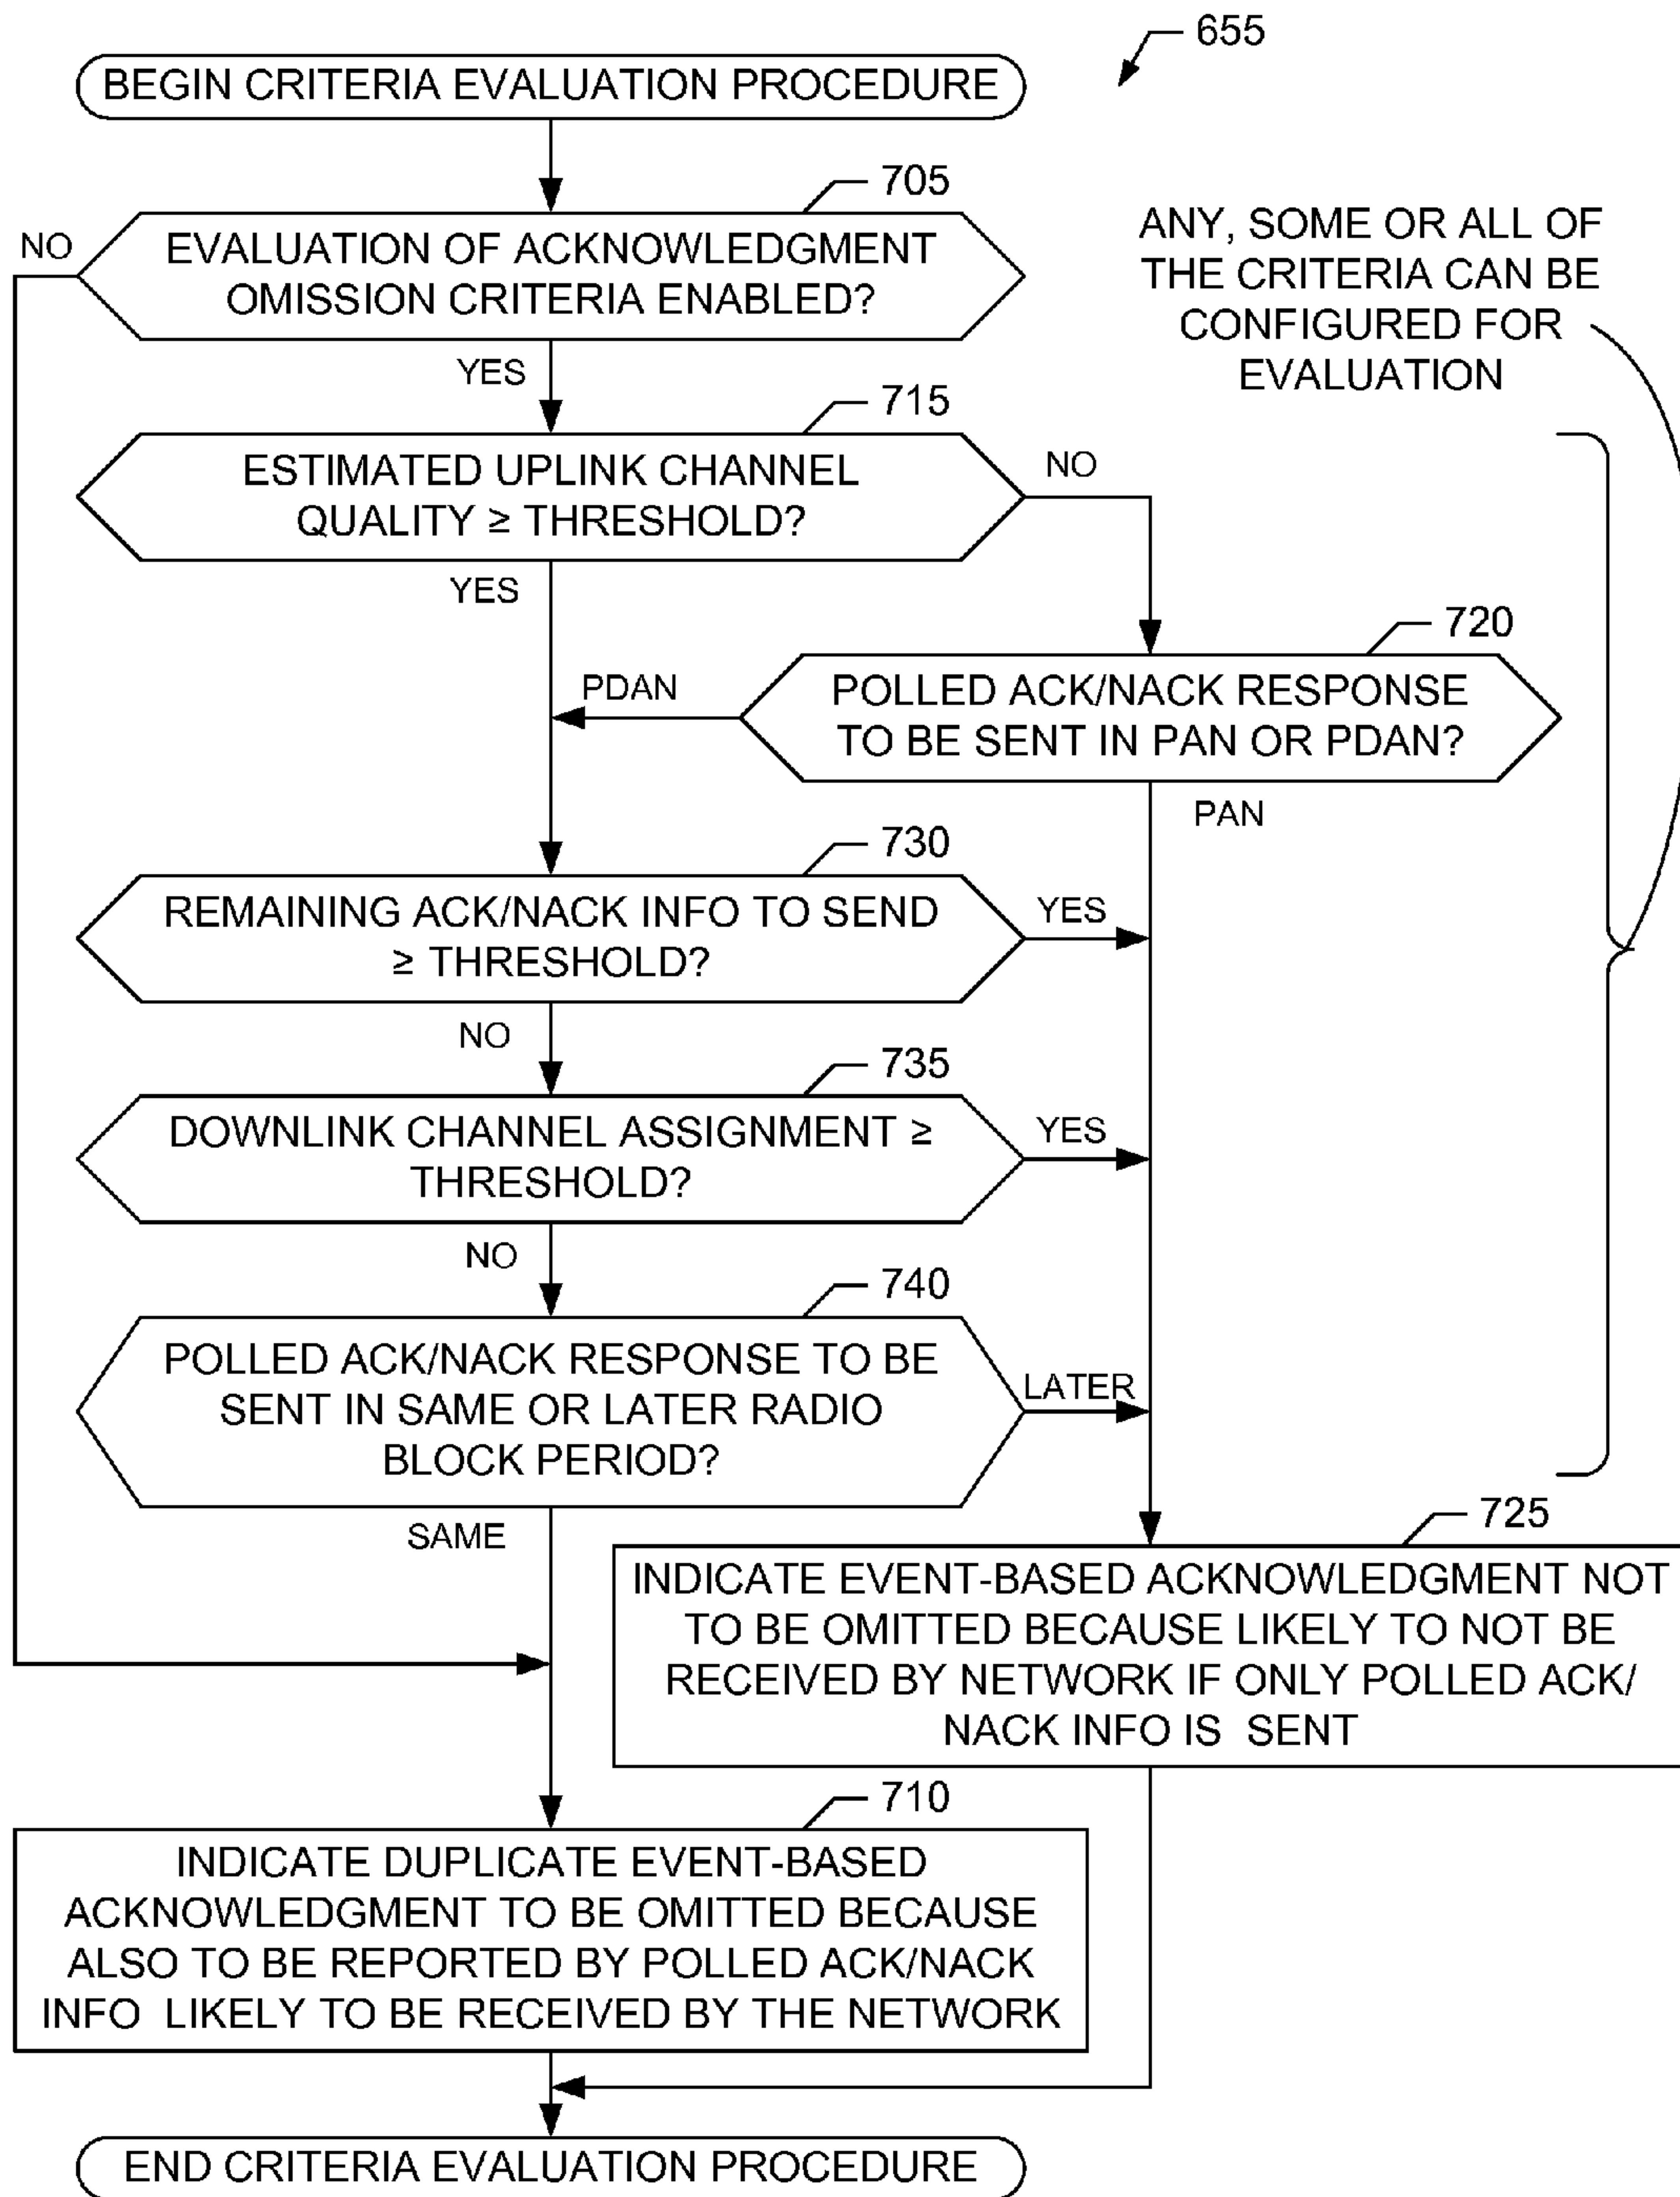 655
BEGIN CRITERIA EVALUATION PROCEDURE
705
NO
EVALUATION OF ACKNOWLEDGMENT
OMISSION CRITERIA ENABLED?
ANY, SOME OR ALL OF
THE CRITERIA CAN BE
CONFIGURED FOR
EVALUATION
YES
715
ESTIMATED UPLINK CHANNEL
QUALITY ≥ THRESHOLD?
NO
YES
720
PDAN
POLLED ACK/NACK RESPONSE
TO BE SENT IN PAN OR PDAN?
PAN
730
REMAINING ACK/NACK INFO TO SEND
≥ THRESHOLD?
YES
NO
735
DOWNLINK CHANNEL ASSIGNMENT ≥
THRESHOLD?
YES
NO
740
POLLED ACK/NACK RESPONSE TO BE
SENT IN SAME OR LATER RADIO
BLOCK PERIOD?
LATER
SAME
725
INDICATE EVENT-BASED ACKNOWLEDGMENT NOT
TO BE OMITTED BECAUSE LIKELY TO NOT BE
RECEIVED BY NETWORK IF ONLY POLLED ACK/
NACK INFO IS SENT
710
INDICATE DUPLICATE EVENT-BASED
ACKNOWLEDGMENT TO BE OMITTED BECAUSE
ALSO TO BE REPORTED BY POLLED ACK/NACK
INFO LIKELY TO BE RECEIVED BY THE NETWORK
END CRITERIA EVALUATION PROCEDURE